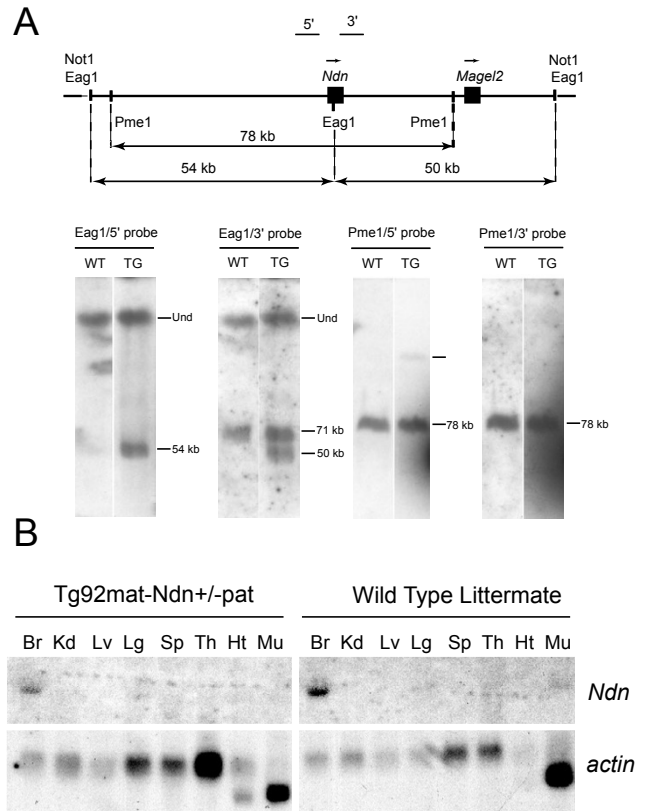 A
5' 3'
Not1 Not1
Eag1 Ndn Magel2 Eag1
Pme1 Eag1 Pme1
78 kb
54 kb 50 kb
Eag1/5' probe Eag1/3' probe Pme1/5' probe Pme1/3' probe
WT TG WT TG WT TG WT TG
Und Und
71 kb 78 kb 78 kb
54 kb 50 kb
B
Tg92mat-Ndn+/-pat Wild Type Littermate
Br Kd Lv Lg Sp Th Ht Mu Br Kd Lv Lg Sp Th Ht Mu
Ndn
actin